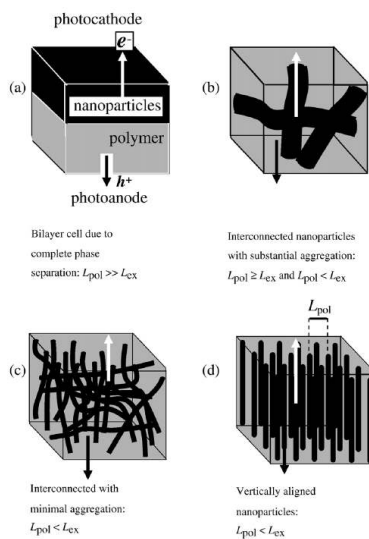 photocathode
e⁻
(a)
nanoparticles
polymer
h⁺
photoanode
Bilayer cell due to
complete phase
separation: Lpol >> Lex
(b)
Interconnected nanoparticles
with substantial aggregation:
Lpol ≥ Lex and Lpol < Lex
(c)
Interconnected with
minimal aggregation:
Lpol < Lex
Lpol
(d)
Vertically aligned
nanoparticles:
Lpol < Lex